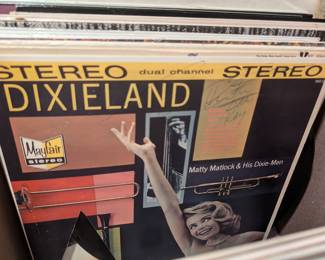 STEREO dual channel STEREO
DIXIELAND
Mayfair
stereo
Matty Matlock & His Dixie-Men